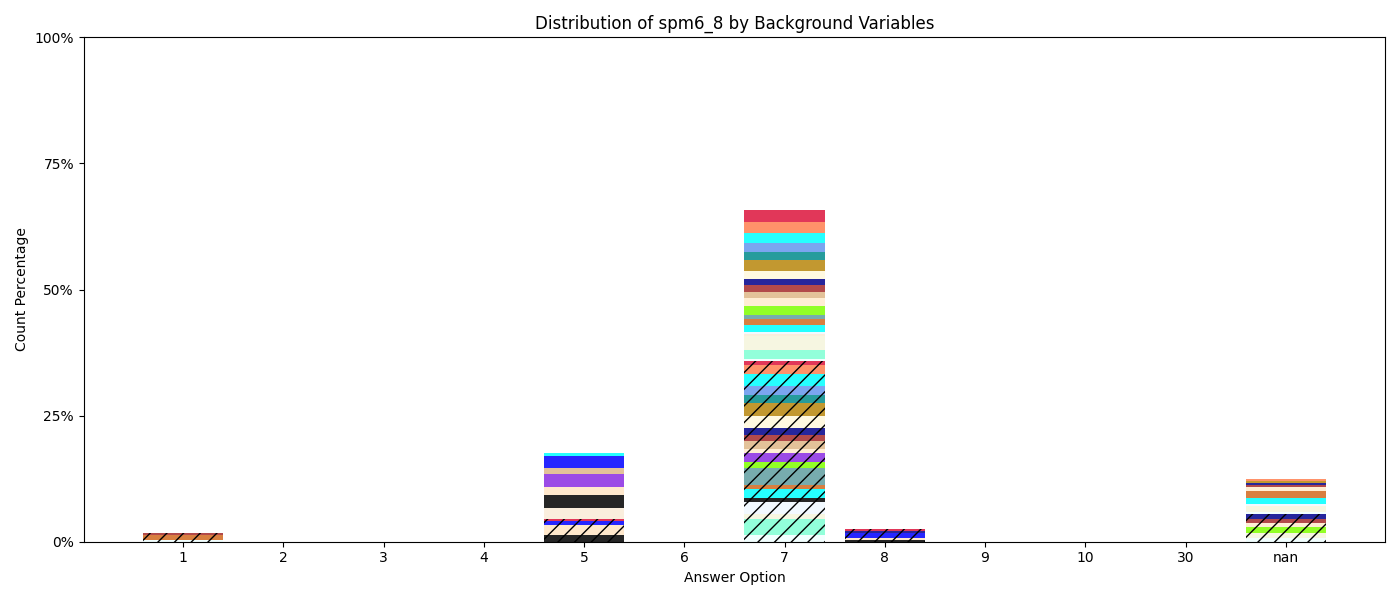 Distribution of spm6_8 by Background Variables
100%
75%
50%
25%
0%
Count Percentage
1 2 3 4 5 6 7 8 9 10 30 nan
Answer Option